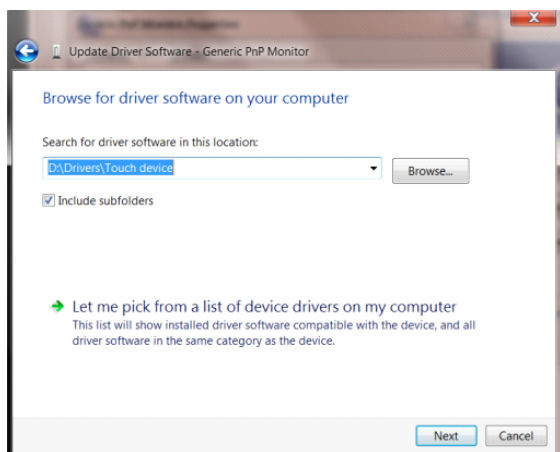 Update Driver Software - Generic PnP Monitor
Browse for driver software on your computer
Search for driver software in this location:
D:\Drivers\Touch device
Browse...
Include subfolders
Let me pick from a list of device drivers on my computer
This list will show installed driver software compatible with the device, and all
driver software in the same category as the device.
Next
Cancel